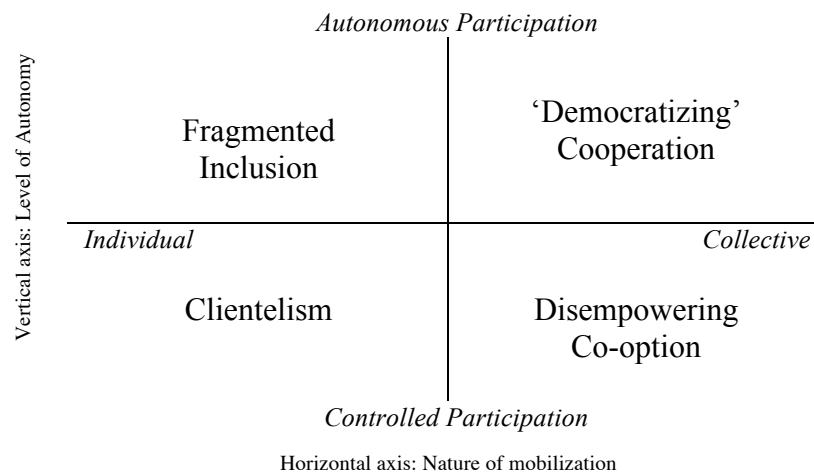 Autonomous Participation
Vertical axis: Level of Autonomy
Fragmented
Inclusion
‘Democratizing’
Cooperation
Individual
Collective
Clientelism
Disempowering
Co-option
Controlled Participation
Horizontal axis: Nature of mobilization